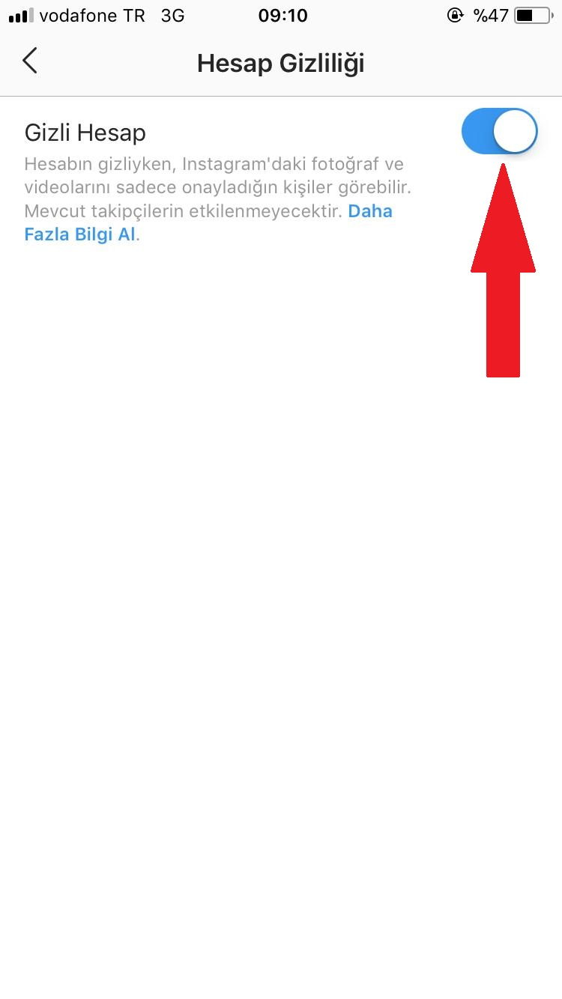 vodafone TR 3G 09:10 %47
Hesap Gizliliği
Gizli Hesap
Hesabın gizliyken, Instagram'daki fotoğraf ve
videolarını sadece onayladığın kişiler görebilir.
Mevcut takipçilerin etkilenmeyecektir. Daha
Fazla Bilgi Al.